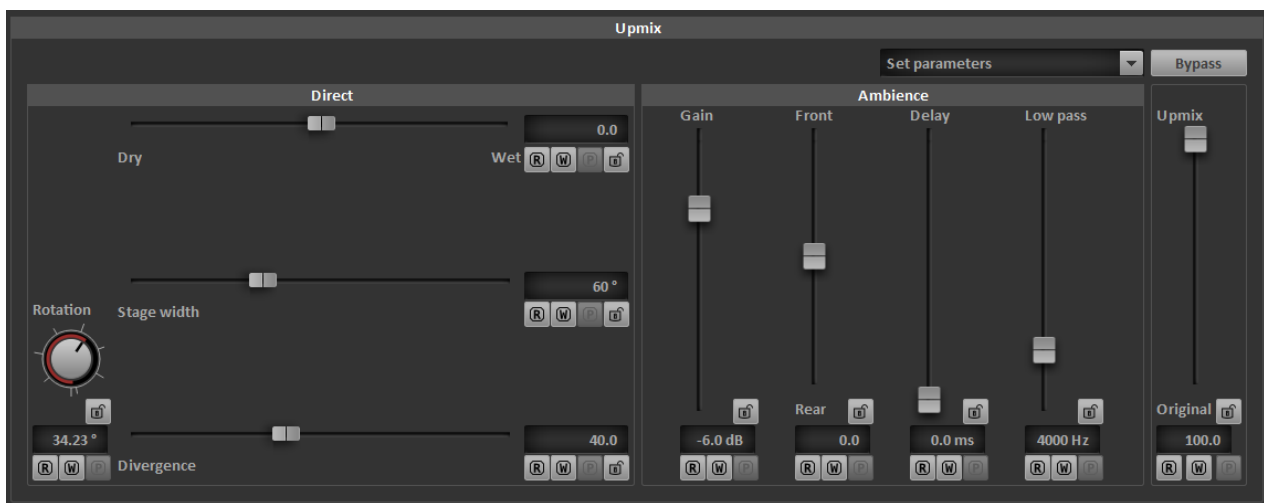 Upmix
Set parameters Bypass
Direct
Dry Wet
0.0
R W P B
Stage width
60 °
R W P B
Rotation
B
34.23 °
R W P
Divergence
40.0
R W P B
Ambience
Gain Front Delay Low pass
Rear
B B B B
-6.0 dB 0.0 0.0 ms 4000 Hz
R W P R W P R W P R W P
Upmix
Original B
100.0
R W P